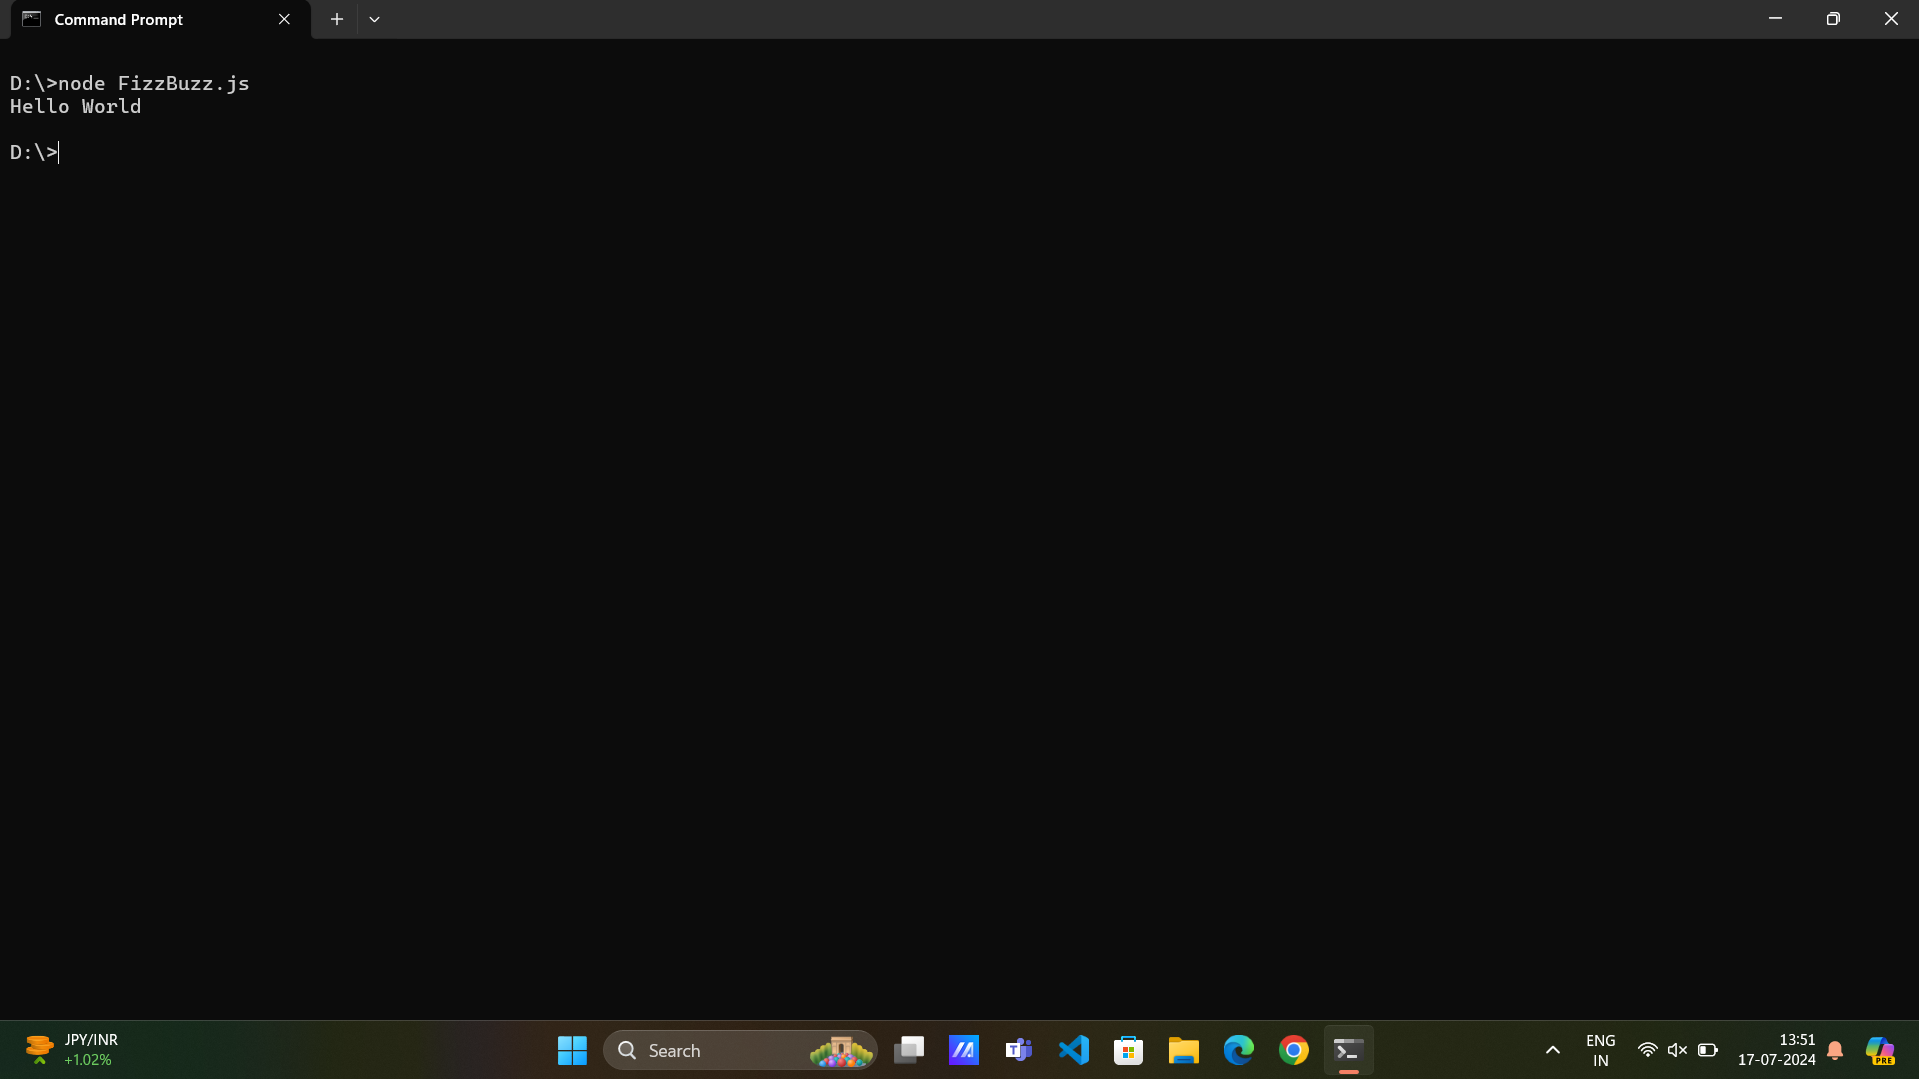 Command Prompt
D:\>node FizzBuzz.js
Hello World
D:\>
JPY/INR
+1.02%
Search
ENG
IN
13:51
17-07-2024
PRE